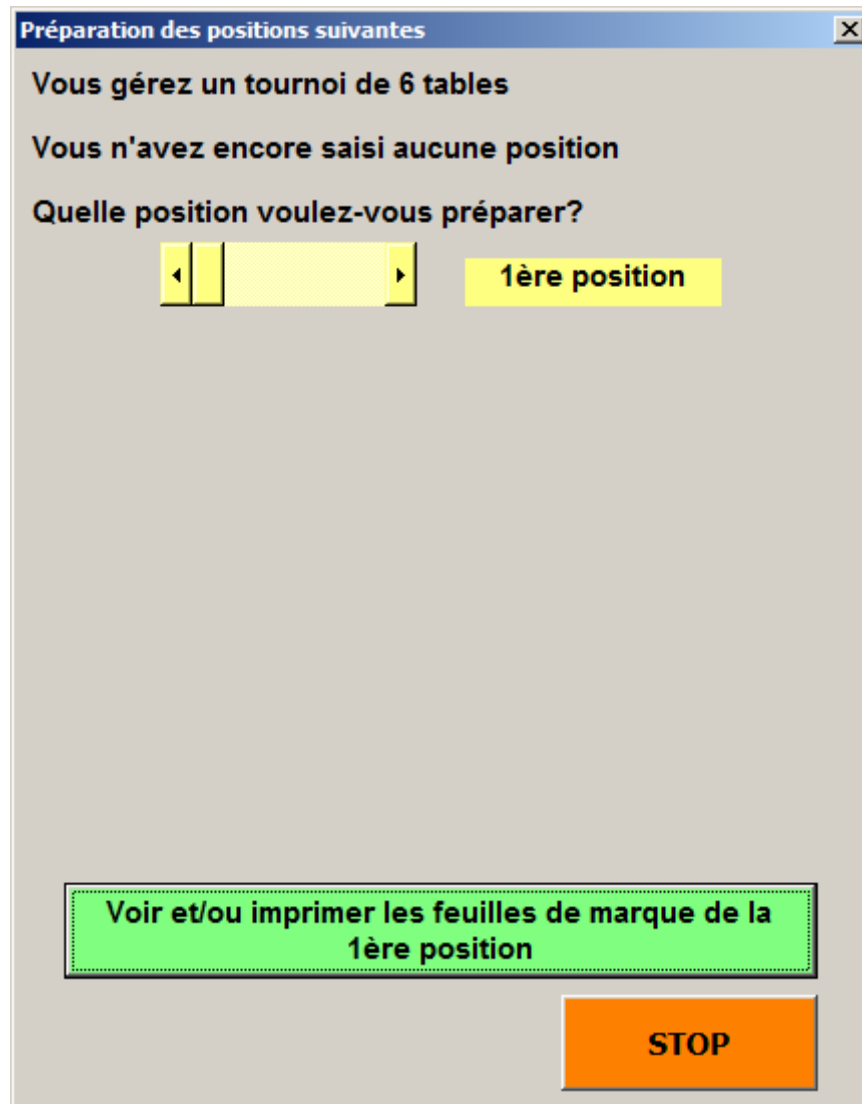 Préparation des positions suivantes
Vous gérez un tournoi de 6 tables
Vous n'avez encore saisi aucune position
Quelle position voulez-vous préparer?
1ère position
Voir et/ou imprimer les feuilles de marque de la
1ère position
STOP